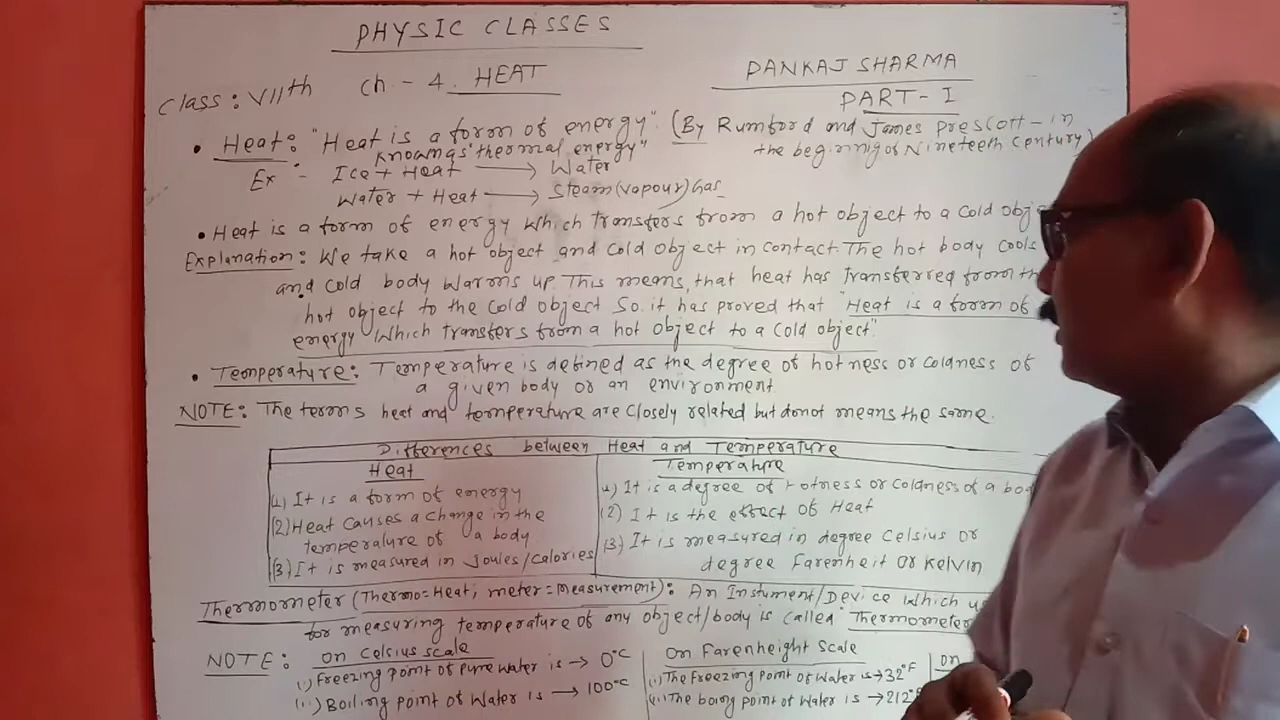 PHYSIC CLASSES
Class: VIIth Ch-4. HEAT
PANKAJ SHARMA
PART-I
• Heat: "Heat is a form of energy". (By Rumford and James Prescott-in
the beginnig of Nineteeth century)
Knownas "thermal energy"
Ex:- Ice + Heat → Water
Water + Heat → Steam (vapour) Gas
• Heat is a form of energy which transfers from a hot object to a cold obje
Explanation: We take a hot object and cold object in contact. The hot body cools
and cold body warms up. This means, that heat has transferred from th
hot object to the cold object So. it has proved that "Heat is a form of
energy which transfers from a hot object to a cold object".
• Temperature: Temperature is defined as the degree of hotness or coldness of
a given body or an environment
NOTE: The terms heat and temperature are closely related but donot means the same.
Differences between Heat and Temperature
Heat
(1) It is a form of energy
(2) Heat causes a change in the
temperature of a body
(3) It is measured in Joules/Calories
Temperature
(1) It is a degree of hotness or coldness of a bod
(2) It is the effect of Heat
(3) It is measured in degree Celsius or
degree Farenheit or Kelvin
Thermometer (Thermo=Heat; meter=measurement): An Instument/Device which u
for measuring temperature of any object/body is called "Thermometer
NOTE: On Celsius scale
(i) Freezing point of pure water is → 0°C
(ii) Boiling point of Water is → 100°C
On Farenheight Scale
(i) The Freezing point of Water is → 32°F
(ii) The boing point of Water is → 212°F
On